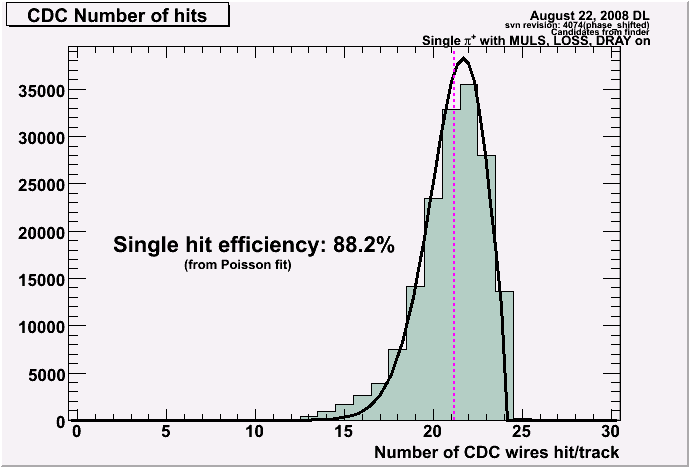 CDC Number of hits
August 22, 2008 DL
svn revision: 4074(phase_shifted)
Candidates from finder
Single π+ with MULS, LOSS, DRAY on
35000
30000
25000
20000
15000
10000
5000
0
Single hit efficiency: 88.2%
(from Poisson fit)
0 5 10 15 20 25 30
Number of CDC wires hit/track